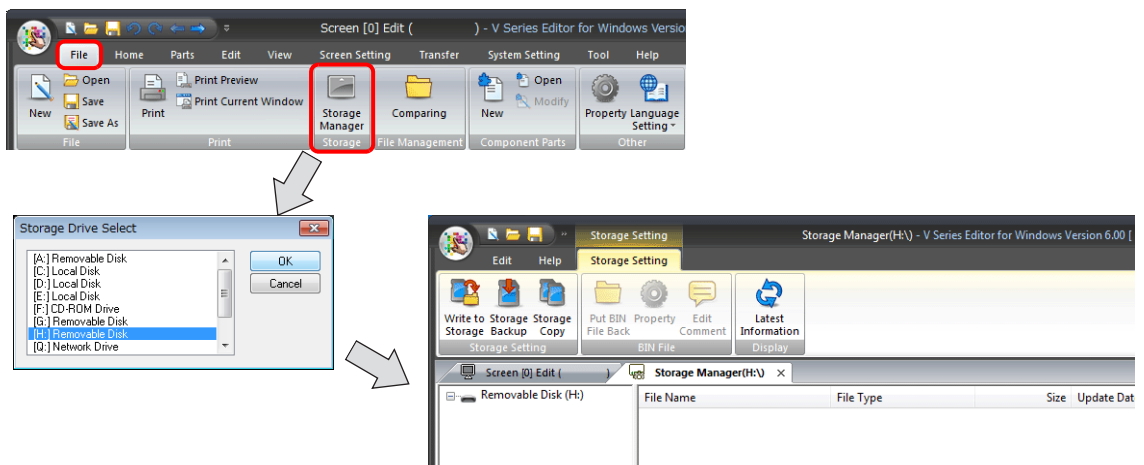 Screen [0] Edit (            ) - V Series Editor for Windows Versio
File Home Parts Edit View Screen Setting Transfer System Setting Tool Help
New
Open
Save
Save As
Print
Print Preview
Print Current Window
Storage
Manager
Comparing
New
Open
Modify
Property
Language
Setting
File Print Storage File Management Component Parts Other
Storage Drive Select
[A:] Removable Disk
[C:] Local Disk
[D:] Local Disk
[E:] Local Disk
[F:] CD-ROM Drive
[G:] Removable Disk
[H:] Removable Disk
[Q:] Network Drive
OK
Cancel
Storage Setting
Storage Manager(H:\) - V Series Editor for Windows Version 6.00 [
Edit Help Storage Setting
Write to
Storage
Storage
Backup
Storage
Copy
Put BIN
File Back
Property
Edit
Comment
Latest
Information
Storage Setting BIN File Display
Screen [0] Edit (            )
Storage Manager(H:\) ×
Removable Disk (H:)
File Name File Type Size Update Dat